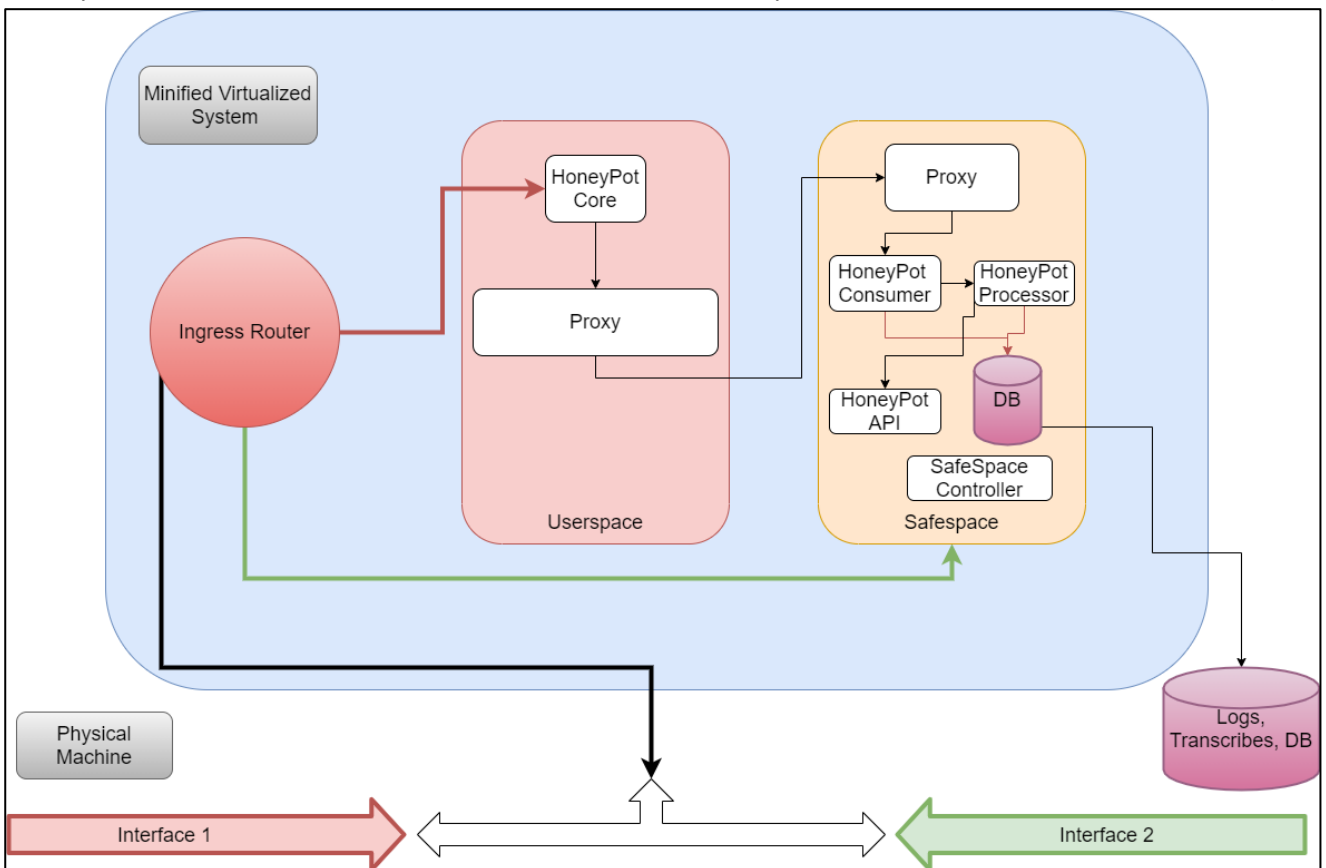 Minified Virtualized
System
HoneyPot
Core
Proxy
Ingress Router
Proxy
HoneyPot
Consumer
HoneyPot
Processor
HoneyPot
API
DB
SafeSpace
Controller
Userspace
Safespace
Physical
Machine
Logs,
Transcribes, DB
Interface 1
Interface 2